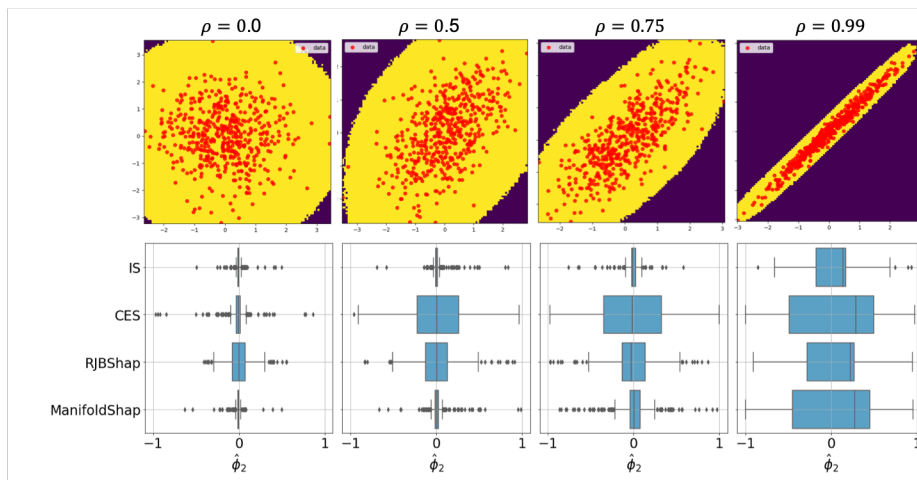 ρ = 0.0 ρ = 0.5 ρ = 0.75 ρ = 0.99
data data data data
3
2
1
0
−1
−2
−3
−2 −1 0 1 2 3
−3 −2 −1 0 1 2
−2 −1 0 1 2 3
−3 −2 −1 0 1 2 3
IS
CES
RJBShap
ManifoldShap
−1 0 1 −1 0 1 −1 0 1 −1 0 1
ϕ̂₂ ϕ̂₂ ϕ̂₂ ϕ̂₂